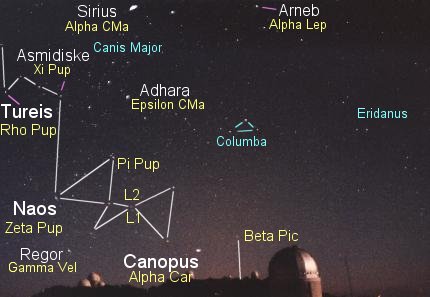 Sirius
Alpha CMa
Arneb
Alpha Lep
Canis Major
Asmidiske
Xi Pup
Adhara
Epsilon CMa
Tureis
Rho Pup
Eridanus
Columba
Pi Pup
L2
L1
Naos
Zeta Pup
Beta Pic
Regor
Gamma Vel
Canopus
Alpha Car